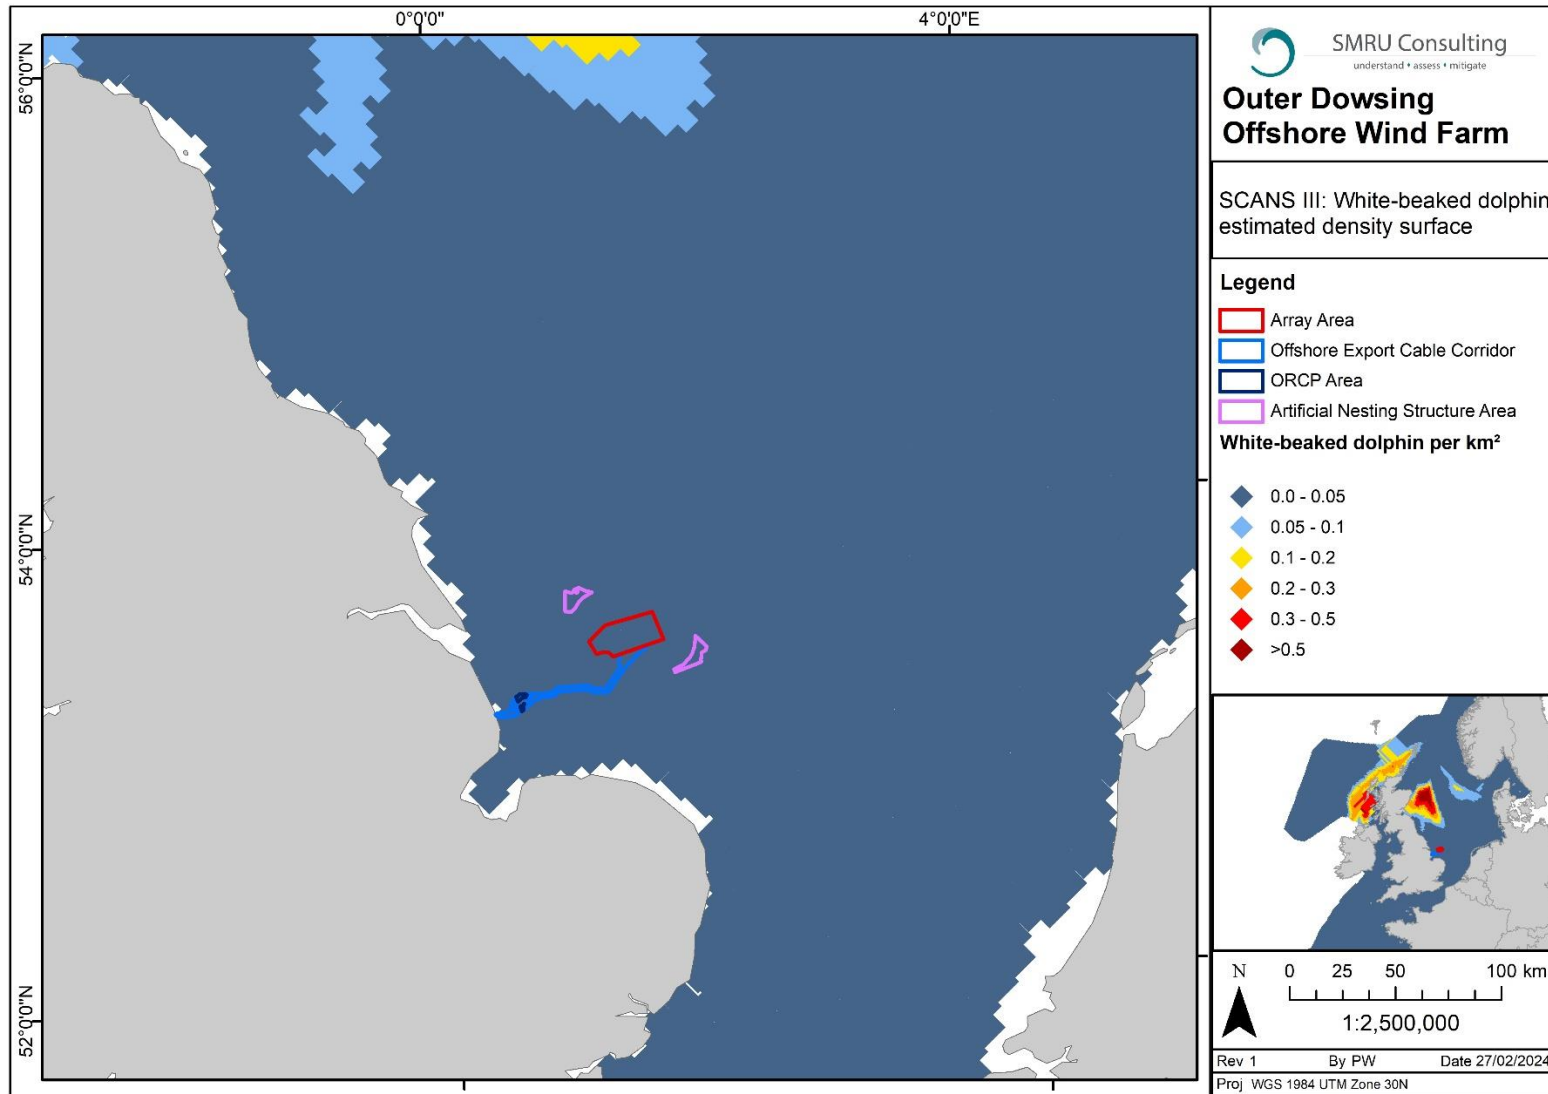 0°0'0"
4°0'0"E
56°0'0"N
54°0'0"N
52°0'0"N
SMRU Consulting
understand • assess • mitigate
Outer Dowsing
Offshore Wind Farm
SCANS III: White-beaked dolphin
estimated density surface
Legend
Array Area
Offshore Export Cable Corridor
ORCP Area
Artificial Nesting Structure Area
White-beaked dolphin per km²
0.0 - 0.05
0.05 - 0.1
0.1 - 0.2
0.2 - 0.3
0.3 - 0.5
>0.5
N
0 25 50 100 km
1:2,500,000
Rev 1 By PW Date 27/02/2024
Proj WGS 1984 UTM Zone 30N